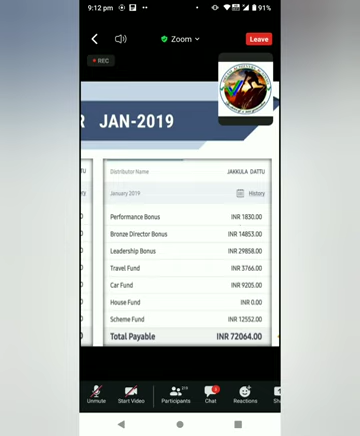 9:12 pm
91%
Zoom
Leave
REC
R JAN-2019
Distributor Name JAKKULA DATTU
January 2019 History
Performance Bonus INR 1830.00
Bronze Director Bonus INR 14853.00
Leadership Bonus INR 29858.00
Travel Fund INR 3766.00
Car Fund INR 9205.00
House Fund INR 0.00
Scheme Fund INR 12552.00
Total Payable INR 72064.00
Unmute Start Video Participants Chat Reactions